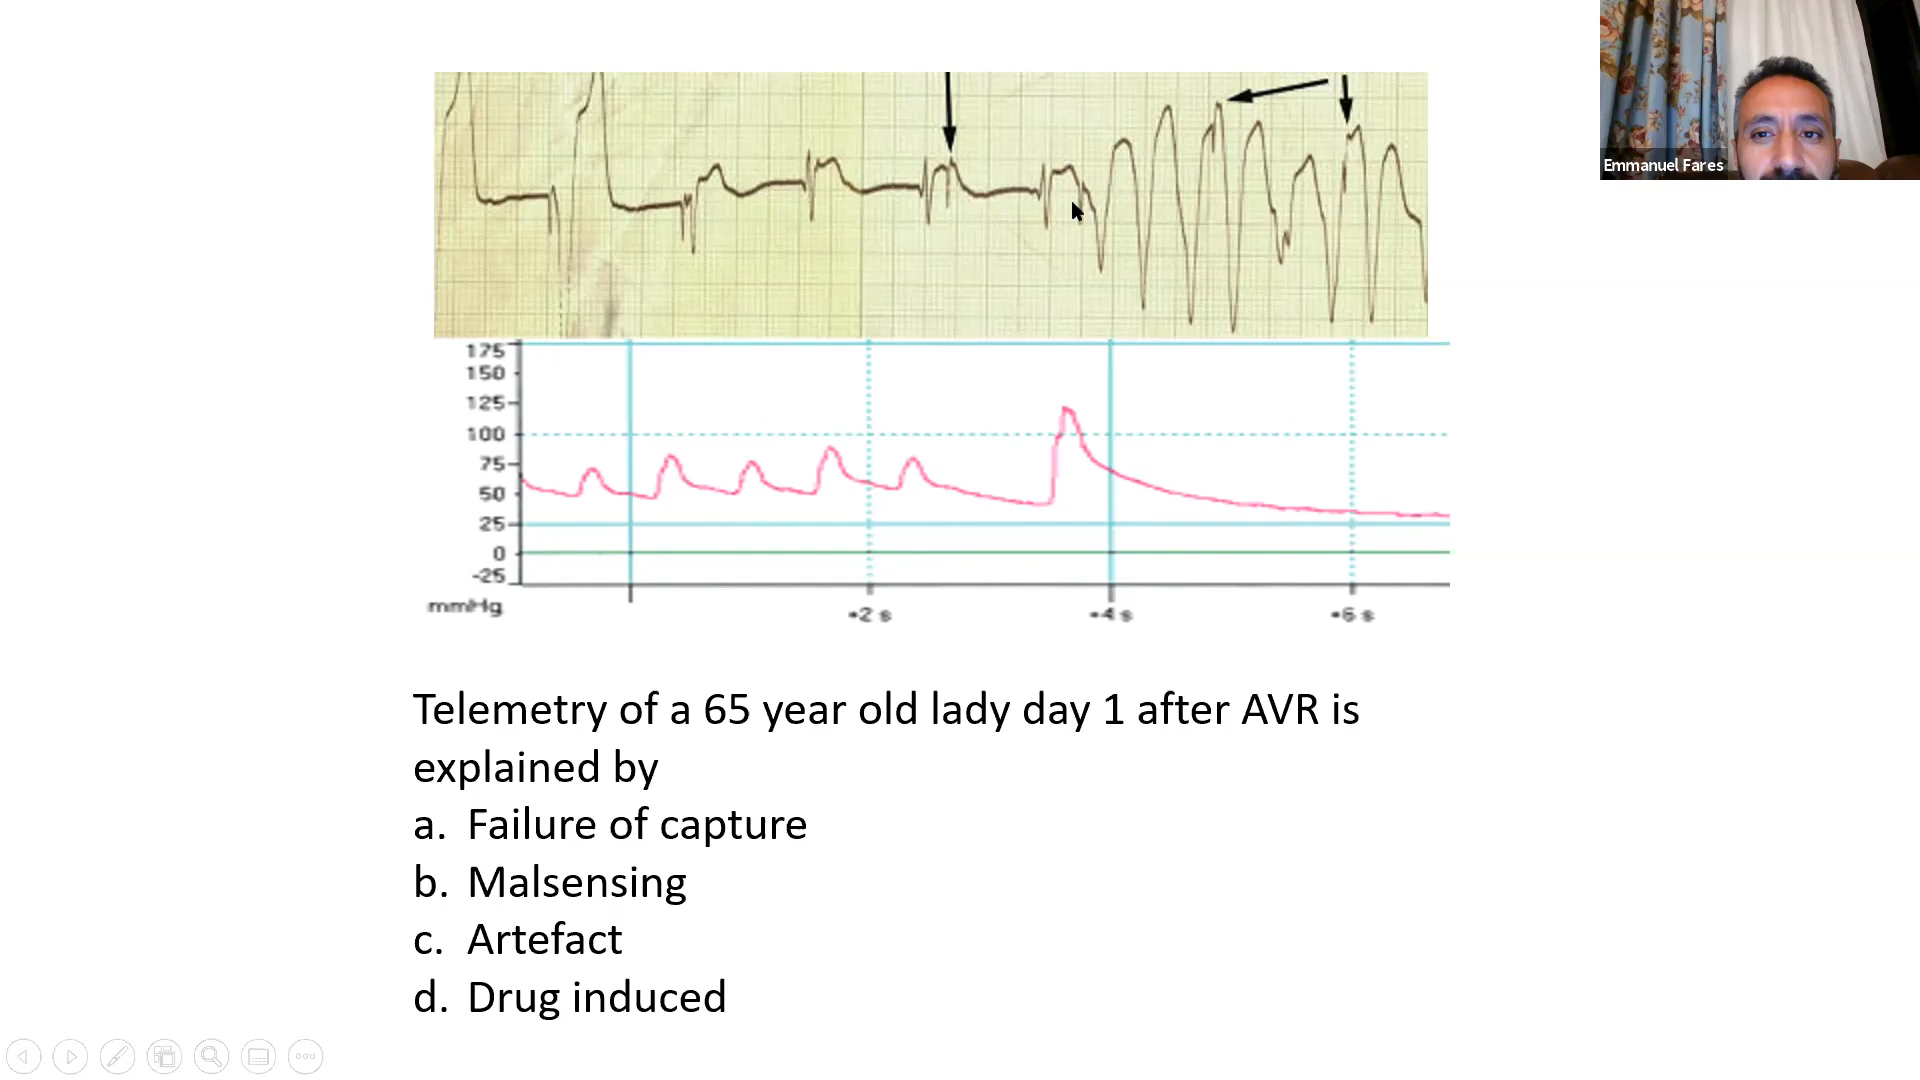 Emmanuel Fares
175
150
125
100
75
50
25
0
-25
mmHg
+2 s
+4 s
+6 s
Telemetry of a 65 year old lady day 1 after AVR is
explained by
a. Failure of capture
b. Malsensing
c. Artefact
d. Drug induced